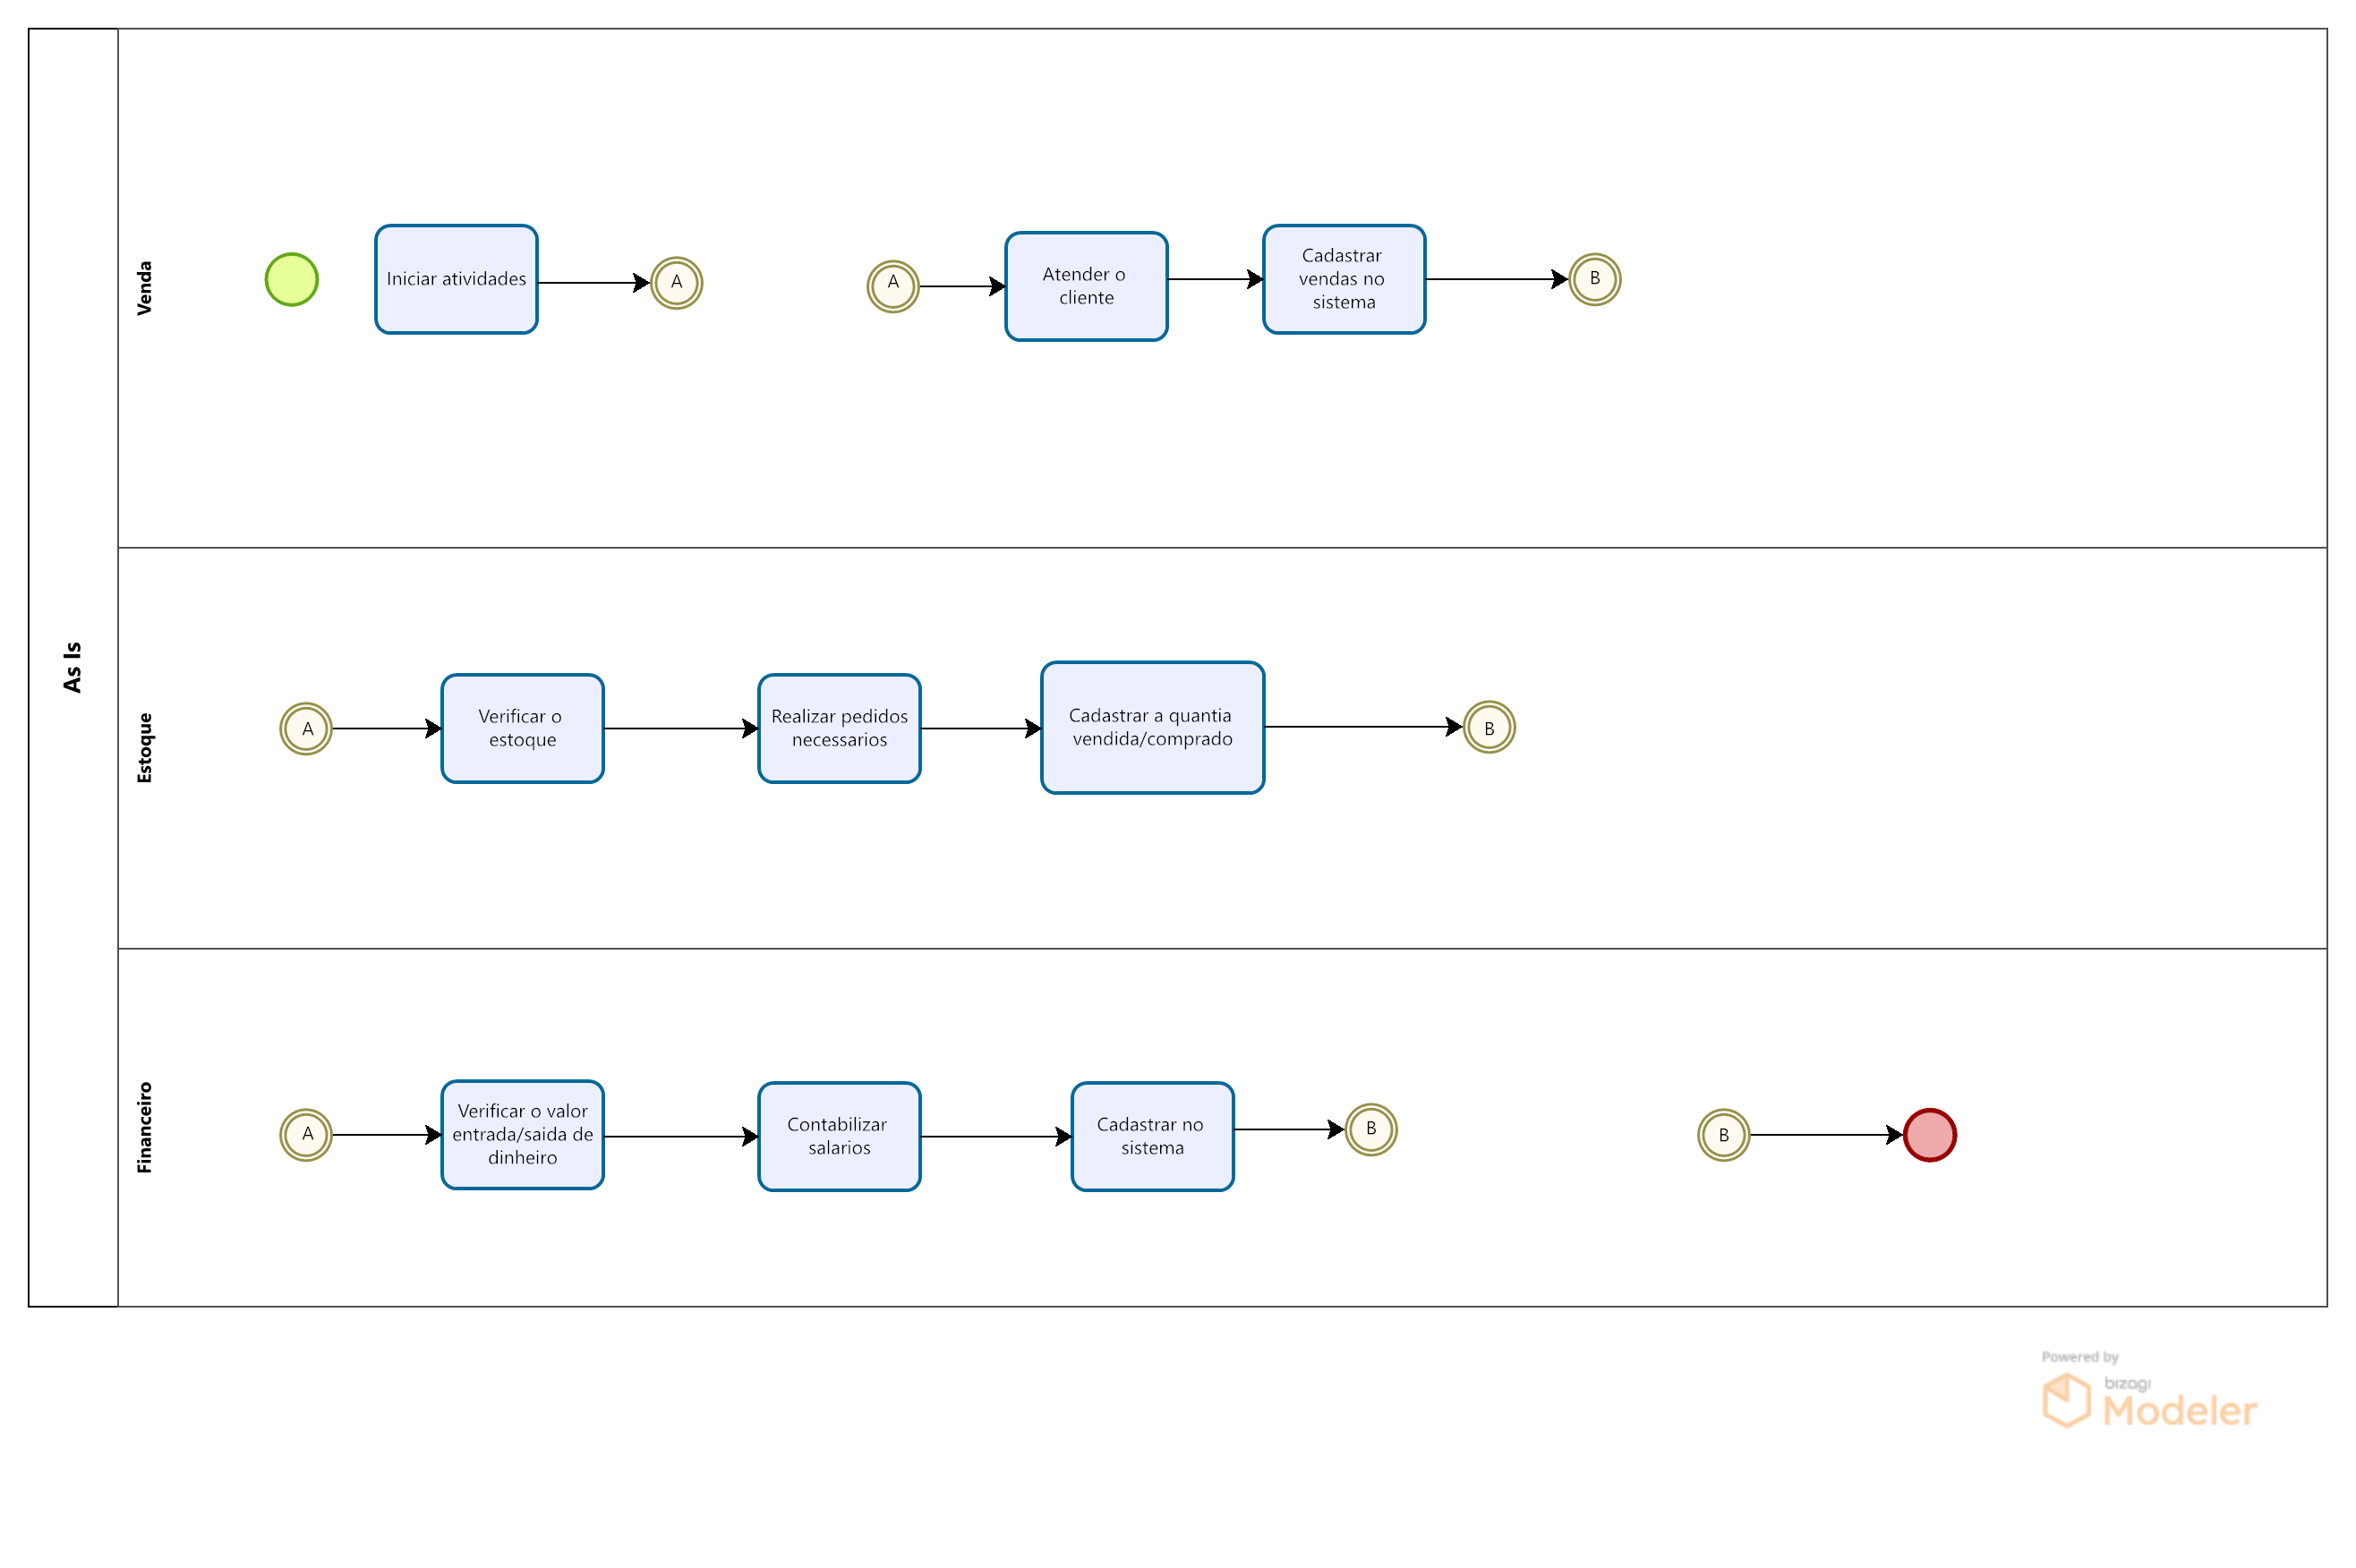 As Is
Venda
Iniciar atividades
A
A
Atender o
cliente
Cadastrar
vendas no
sistema
B
Estoque
A
Verificar o
estoque
Realizar pedidos
necessarios
Cadastrar a quantia
vendida/comprado
B
Financeiro
A
Verificar o valor
entrada/saida de
dinheiro
Contabilizar
salarios
Cadastrar no
sistema
B
B
Powered by
bizagi
Modeler